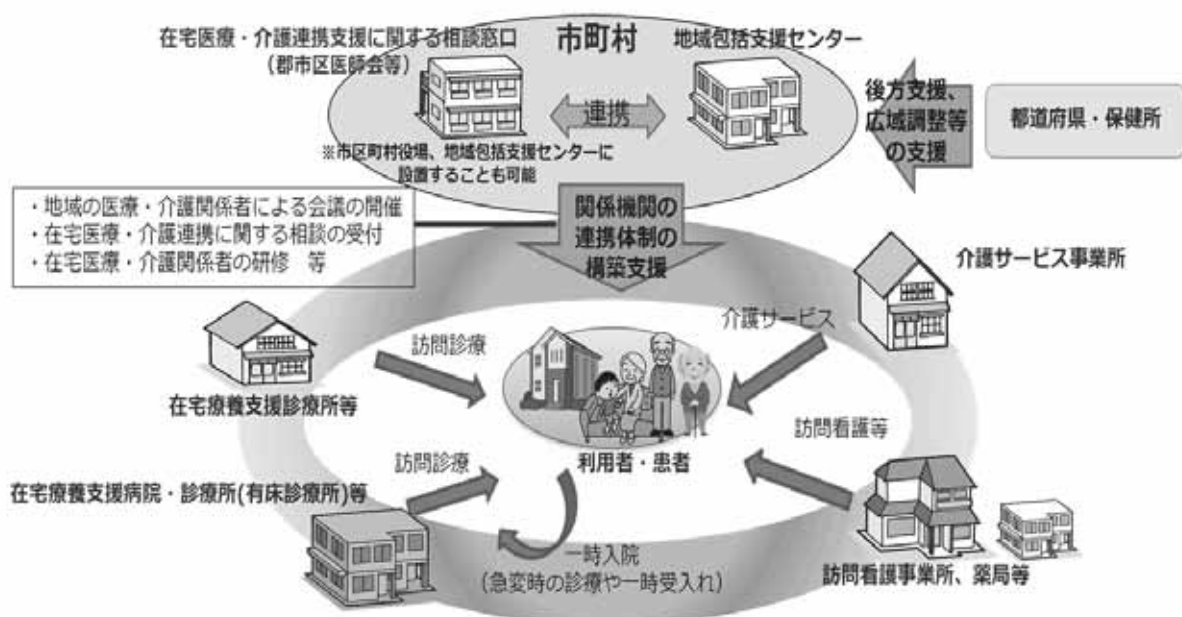 在宅医療・介護連携支援に関する相談窓口
（郡市区医師会等）
市町村
地域包括支援センター
連携
※市区町村役場、地域包括支援センターに
設置することも可能
後方支援、
広域調整等
の支援
都道府県・保健所
・地域の医療・介護関係者による会議の開催
・在宅医療・介護連携に関する相談の受付
・在宅医療・介護関係者の研修　等
関係機関の
連携体制の
構築支援
介護サービス事業所
介護サービス
訪問診療
在宅療養支援診療所等
利用者・患者
訪問看護等
訪問診療
在宅療養支援病院・診療所(有床診療所)等
一時入院
（急変時の診療や一時受入れ）
訪問看護事業所、薬局等